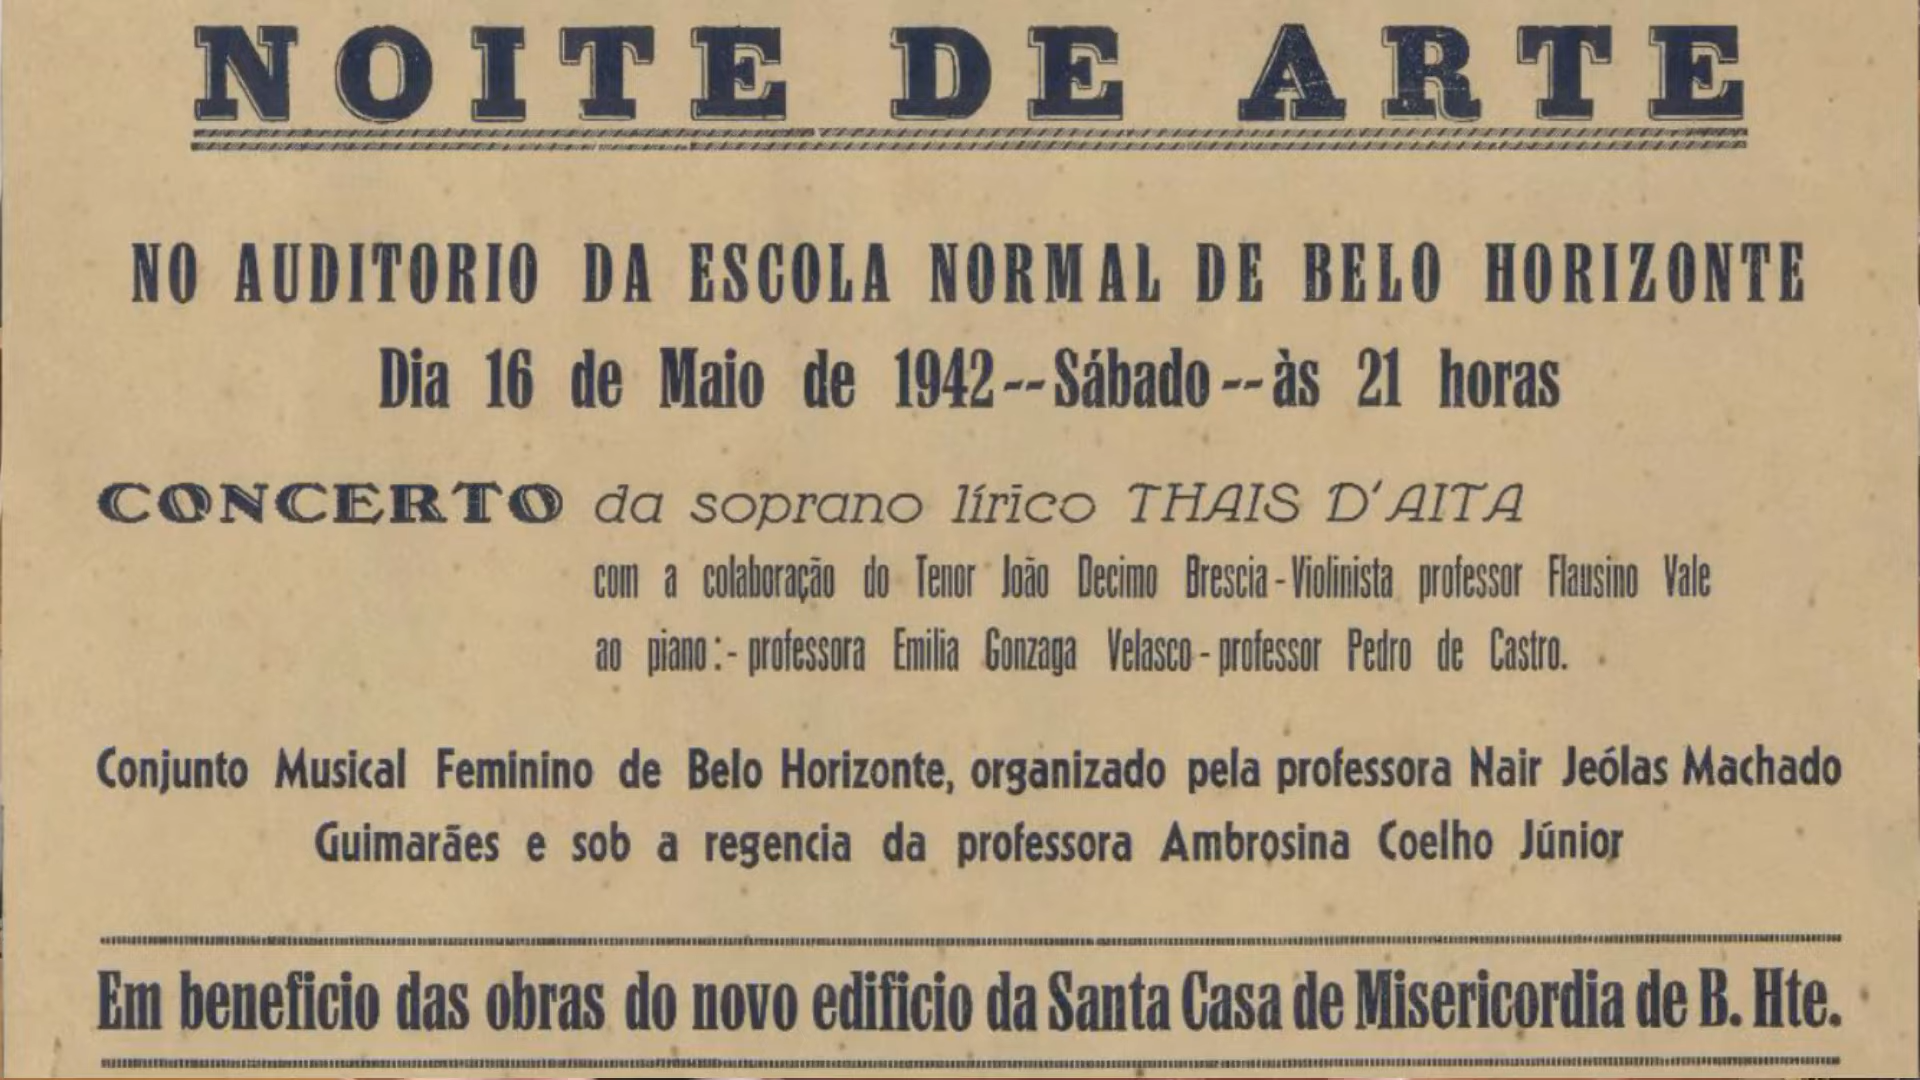 NOITE DE ARTE
NO AUDITORIO DA ESCOLA NORMAL DE BELO HORIZONTE
Dia 16 de Maio de 1942--Sábado--às 21 horas
CONCERTO da soprano lírico THAIS D'AITA
com a colaboração do Tenor João Decimo Brescia - Violinista professor Flausino Vale
ao piano:- professora Emilia Gonzaga Velasco - professor Pedro de Castro.
Conjunto Musical Feminino de Belo Horizonte, organizado pela professora Nair Jeólas Machado
Guimarães e sob a regencia da professora Ambrosina Coelho Júnior
Em beneficio das obras do novo edificio da Santa Casa de Misericordia de B. Hte.